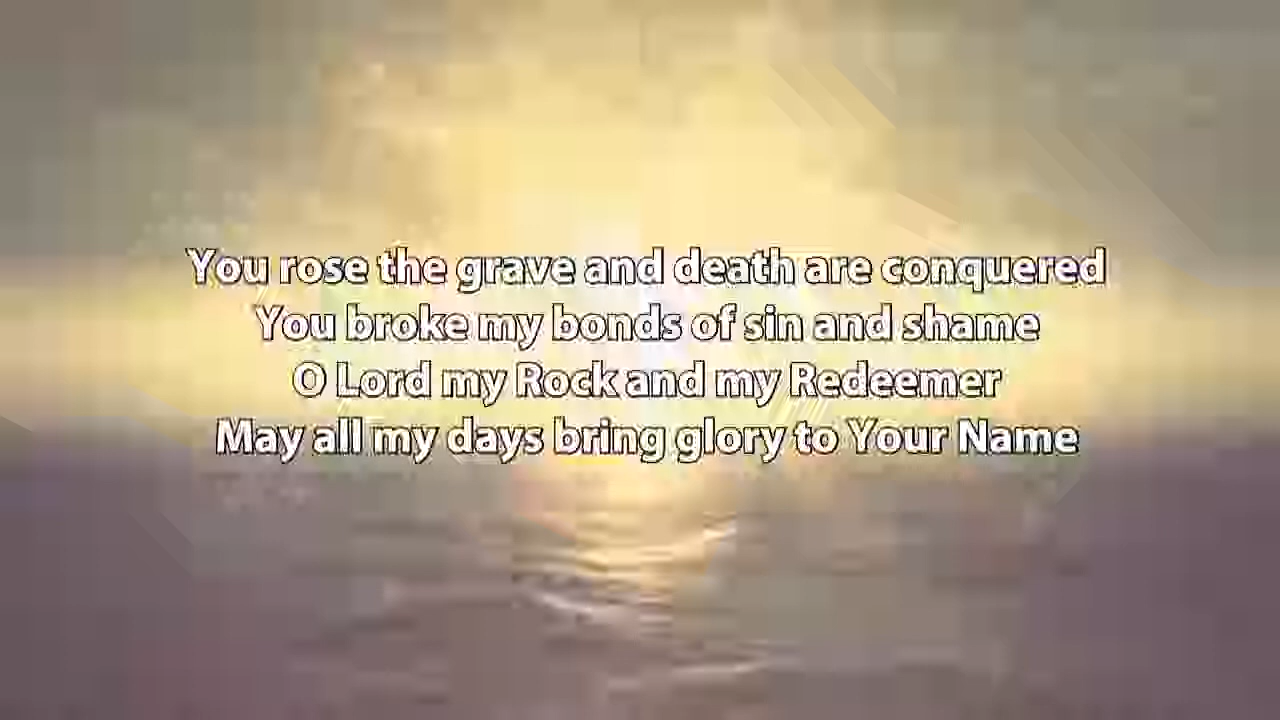 You rose the grave and death are conquered
You broke my bonds of sin and shame
O Lord my Rock and my Redeemer
May all my days bring glory to Your Name